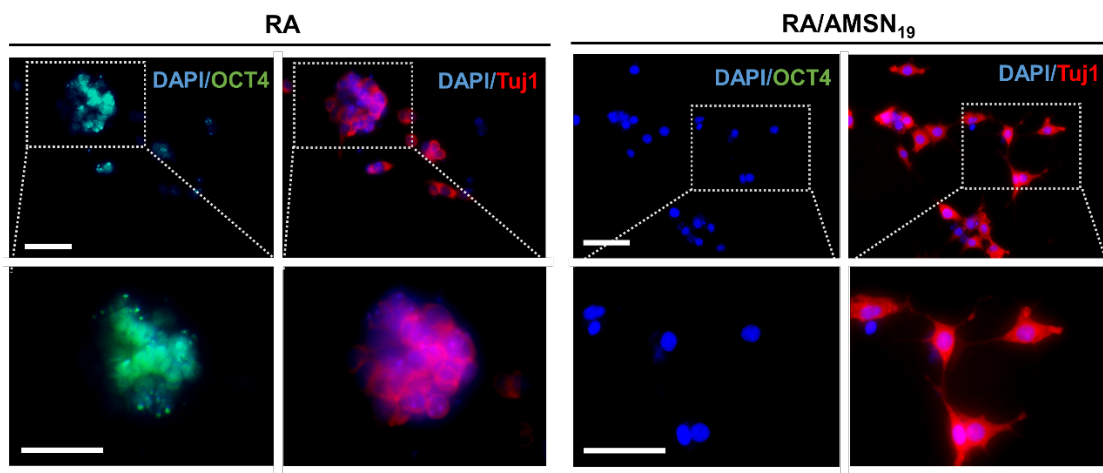 RA
RA/AMSN₁₉
DAPI/OCT4
DAPI/Tuj1
DAPI/OCT4
DAPI/Tuj1